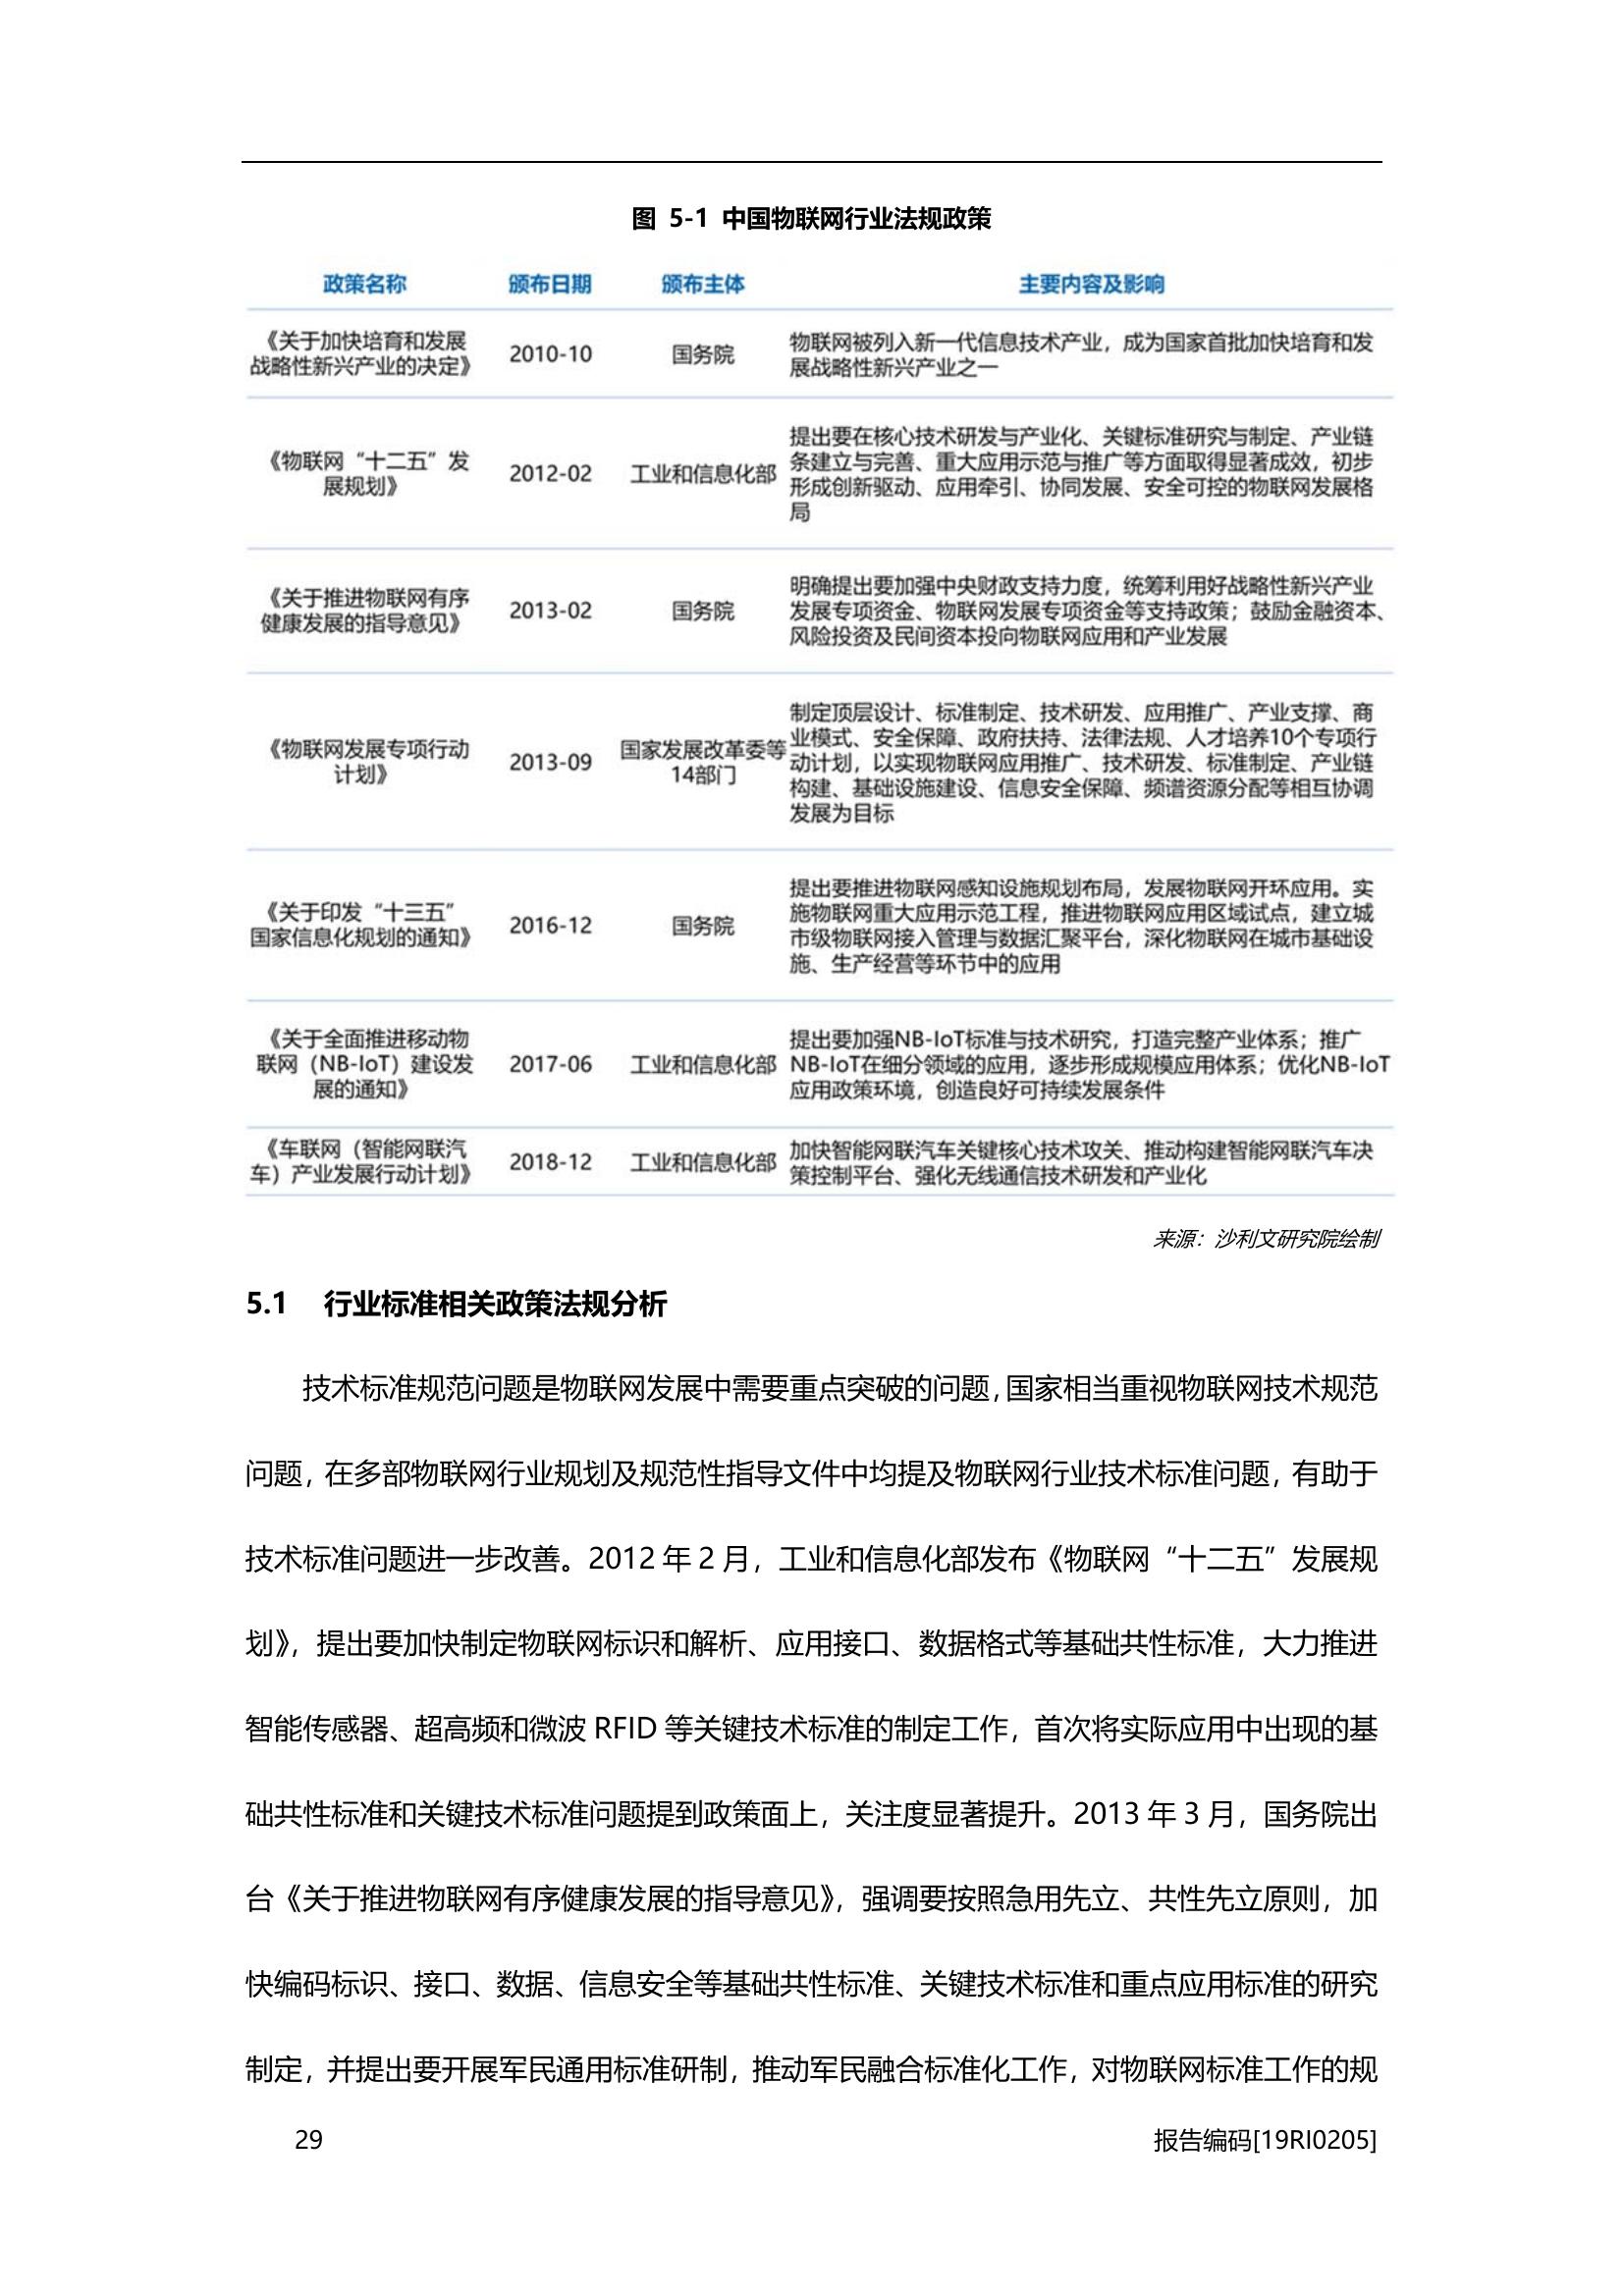 图 5-1 中国物联网行业法规政策
政策名称 颁布日期 颁布主体 主要内容及影响
《关于加快培育和发展
战略性新兴产业的决定》
2010-10
国务院
物联网被列入新一代信息技术产业，成为国家首批加快培育和发
展战略性新兴产业之一
《物联网“十二五”发
展规划》
2012-02
工业和信息化部
提出要在核心技术研发与产业化、关键标准研究与制定、产业链
条建立与完善、重大应用示范与推广等方面取得显著成效，初步
形成创新驱动、应用牵引、协同发展、安全可控的物联网发展格
局
《关于推进物联网有序
健康发展的指导意见》
2013-02
国务院
明确提出要加强中央财政支持力度，统筹利用好战略性新兴产业
发展专项资金、物联网发展专项资金等支持政策；鼓励金融资本、
风险投资及民间资本投向物联网应用和产业发展
《物联网发展专项行动
计划》
2013-09
国家发展改革委等
14部门
制定顶层设计、标准制定、技术研发、应用推广、产业支撑、商
业模式、安全保障、政府扶持、法律法规、人才培养10个专项行
动计划，以实现物联网应用推广、技术研发、标准制定、产业链
构建、基础设施建设、信息安全保障、频谱资源分配等相互协调
发展为目标
《关于印发“十三五”
国家信息化规划的通知》
2016-12
国务院
提出要推进物联网感知设施规划布局，发展物联网开环应用。实
施物联网重大应用示范工程，推进物联网应用区域试点，建立城
市级物联网接入管理与数据汇聚平台，深化物联网在城市基础设
施、生产经营等环节中的应用
《关于全面推进移动物
联网（NB-IoT）建设发
展的通知》
2017-06
工业和信息化部
提出要加强NB-IoT标准与技术研究，打造完整产业体系；推广
NB-IoT在细分领域的应用，逐步形成规模应用体系；优化NB-IoT
应用政策环境，创造良好可持续发展条件
《车联网（智能网联汽
车）产业发展行动计划》
2018-12
工业和信息化部
加快智能网联汽车关键核心技术攻关、推动构建智能网联汽车决
策控制平台、强化无线通信技术研发和产业化
来源：沙利文研究院绘制
5.1 行业标准相关政策法规分析
技术标准规范问题是物联网发展中需要重点突破的问题，国家相当重视物联网技术规范
问题，在多部物联网行业规划及规范性指导文件中均提及物联网行业技术标准问题，有助于
技术标准问题进一步改善。2012 年 2 月，工业和信息化部发布《物联网“十二五”发展规
划》，提出要加快制定物联网标识和解析、应用接口、数据格式等基础共性标准，大力推进
智能传感器、超高频和微波 RFID 等关键技术标准的制定工作，首次将实际应用中出现的基
础共性标准和关键技术标准问题提到政策面上，关注度显著提升。2013 年 3 月，国务院出
台《关于推进物联网有序健康发展的指导意见》，强调要按照急用先立、共性先立原则，加
快编码标识、接口、数据、信息安全等基础共性标准、关键技术标准和重点应用标准的研究
制定，并提出要开展军民通用标准研制，推动军民融合标准化工作，对物联网标准工作的规
29 报告编码[19RI0205]